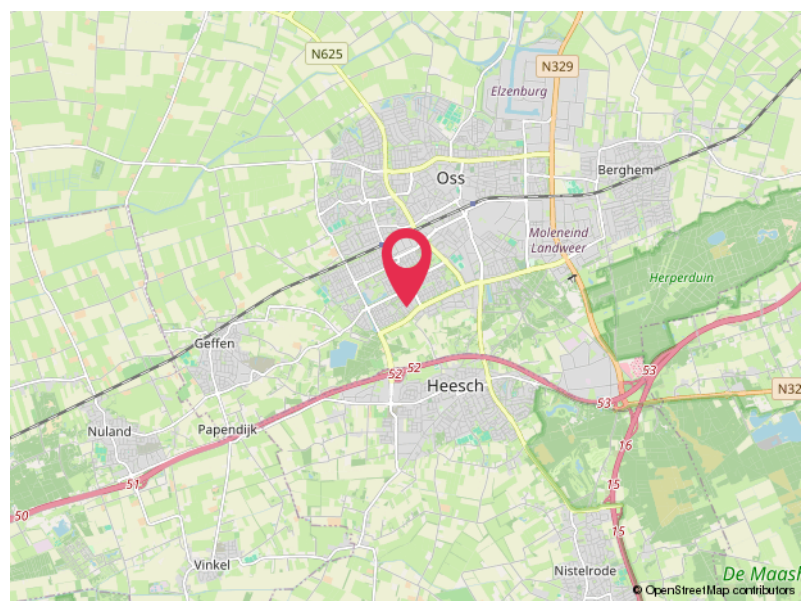 N625
N329
Elzenburg
Oss
Berghem
Moleneind
Landweer
Herperduin
Geffen
52
52
53
Heesch
N32
53
Nuland
Papendijk
16
51
15
50
15
Vinkel
Nistelrode
De Maash
© OpenStreetMap contributors